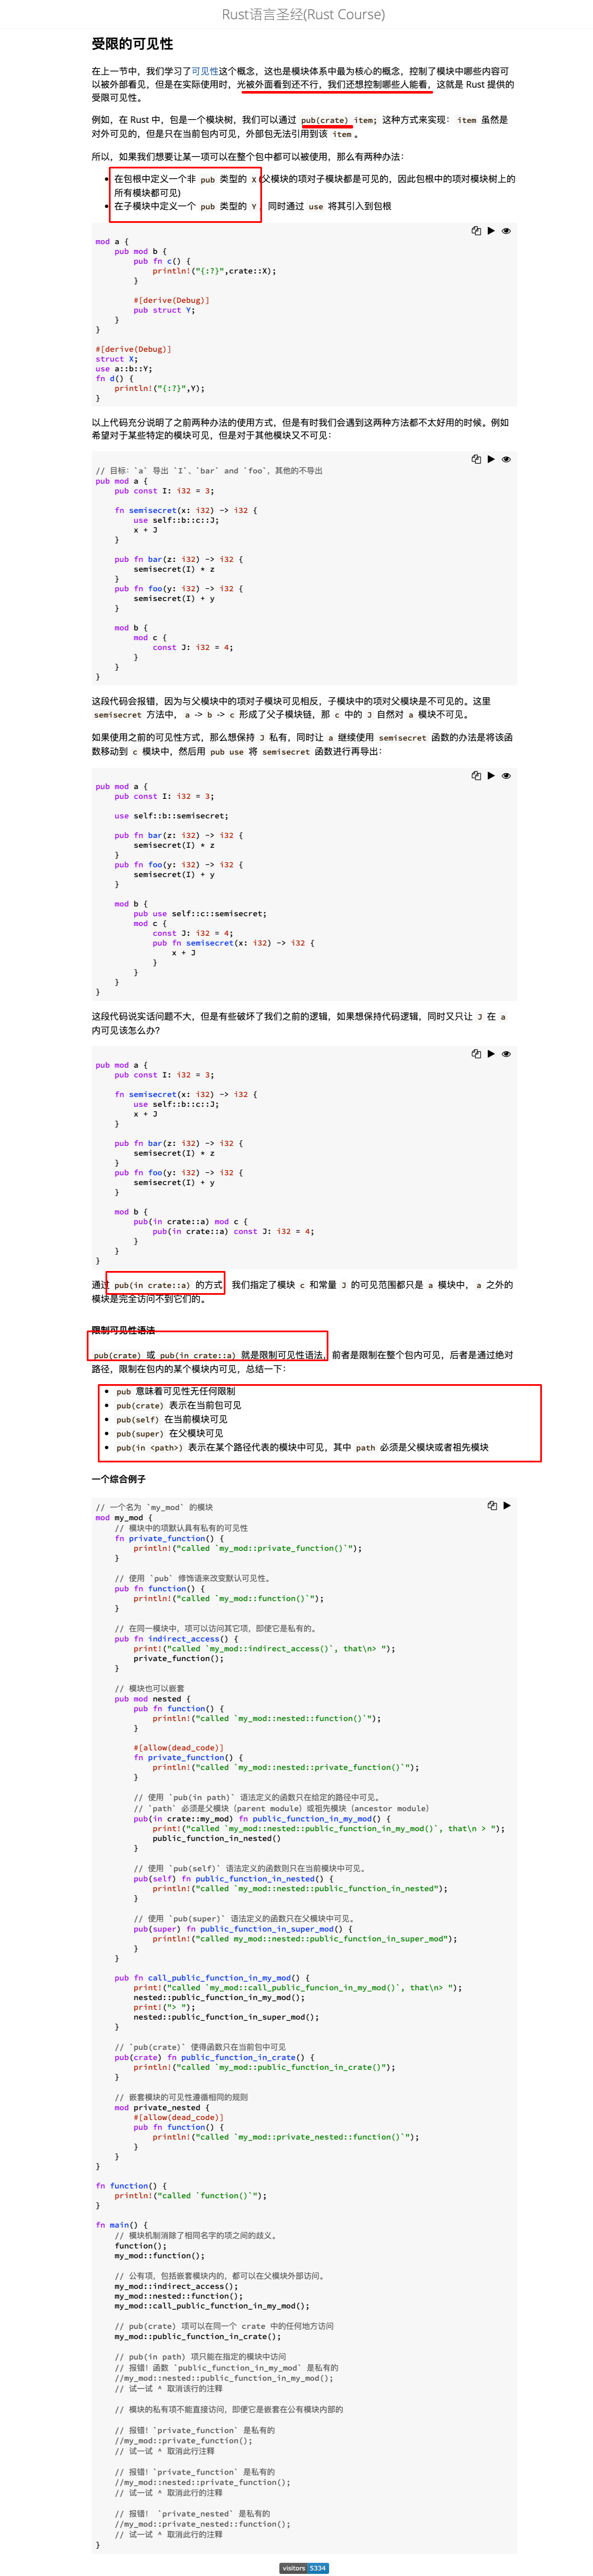 Rust语言圣经(Rust Course)
受限的可见性
在上一节中，我们学习了可见性这个概念，这也是模块体系中最为核心的概念，控制了模块中哪些内容可
以被外部看见，但是在实际使用时，光被外面看到还不行，我们还想控制哪些人能看，这就是 Rust 提供的
受限可见性。
例如，在 Rust 中，包是一个模块树，我们可以通过 pub(crate) item; 这种方式来实现： item 虽然是
对外可见的，但是只在当前包内可见，外部包无法引用到该 item 。
所以，如果我们想要让某一项可以在整个包中都可以被使用，那么有两种办法：
• 在包根中定义一个非 pub 类型的 X (父模块的项对子模块都是可见的，因此包根中的项对模块树上的
所有模块都可见)
• 在子模块中定义一个 pub 类型的 Y ，同时通过 use 将其引入到包根
mod a {
    pub mod b {
        pub fn c() {
            println!("{:?}",crate::X);
        }
        #[derive(Debug)]
        pub struct Y;
    }
}
#[derive(Debug)]
struct X;
use a::b::Y;
fn d() {
    println!("{:?}",Y);
}
以上代码充分说明了之前两种办法的使用方式，但是有时我们会遇到这两种方法都不太好用的时候。例如
希望对于某些特定的模块可见，但是对于其他模块又不可见：
// 目标：`a` 导出 `I`、`bar` and `foo`，其他的不导出
pub mod a {
    pub const I: i32 = 3;
    fn semisecret(x: i32) -> i32 {
        use self::b::c::J;
        x + J
    }
    pub fn bar(z: i32) -> i32 {
        semisecret(I) * z
    }
    pub fn foo(y: i32) -> i32 {
        semisecret(I) + y
    }
    mod b {
        mod c {
            const J: i32 = 4;
        }
    }
}
这段代码会报错，因为与父模块中的项对子模块可见相反，子模块中的项对父模块是不可见的。这里
semisecret 方法中， a -> b -> c 形成了父子模块链，那 c 中的 J 自然对 a 模块不可见。
如果使用之前的可见性方式，那么想保持 J 私有，同时让 a 继续使用 semisecret 函数的办法是将该函
数移动到 c 模块中，然后用 pub use 将 semisecret 函数进行再导出：
pub mod a {
    pub const I: i32 = 3;
    use self::b::semisecret;
    pub fn bar(z: i32) -> i32 {
        semisecret(I) * z
    }
    pub fn foo(y: i32) -> i32 {
        semisecret(I) + y
    }
    mod b {
        pub use self::c::semisecret;
        mod c {
            const J: i32 = 4;
            pub fn semisecret(x: i32) -> i32 {
                x + J
            }
        }
    }
}
这段代码说实话问题不大，但是有些破坏了我们之前的逻辑，如果想保持代码逻辑，同时又只让 J 在 a
内可见该怎么办？
pub mod a {
    pub const I: i32 = 3;
    fn semisecret(x: i32) -> i32 {
        use self::b::c::J;
        x + J
    }
    pub fn bar(z: i32) -> i32 {
        semisecret(I) * z
    }
    pub fn foo(y: i32) -> i32 {
        semisecret(I) + y
    }
    mod b {
        pub(in crate::a) mod c {
            pub(in crate::a) const J: i32 = 4;
        }
    }
}
通过 pub(in crate::a) 的方式，我们指定了模块 c 和常量 J 的可见范围都只是 a 模块中， a 之外的
模块是完全访问不到它们的。
限制可见性语法
pub(crate) 或 pub(in crate::a) 就是限制可见性语法，前者是限制在整个包内可见，后者是通过绝对
路径，限制在包内的某个模块内可见，总结一下：
• pub 意味着可见性无任何限制
• pub(crate) 表示在当前包可见
• pub(self) 在当前模块可见
• pub(super) 在父模块可见
• pub(in <path>) 表示在某个路径代表的模块中可见，其中 path 必须是父模块或者祖先模块
一个综合例子
// 一个名为 `my_mod` 的模块
mod my_mod {
    // 模块中的项默认具有私有的可见性
    fn private_function() {
        println!("called `my_mod::private_function()`");
    }
    // 使用 `pub` 修饰语来改变默认可见性。
    pub fn function() {
        println!("called `my_mod::function()`");
    }
    // 在同一模块中，项可以访问其它项，即使它是私有的。
    pub fn indirect_access() {
        print!("called `my_mod::indirect_access()`, that\n> ");
        private_function();
    }
    // 模块也可以嵌套
    pub mod nested {
        pub fn function() {
            println!("called `my_mod::nested::function()`");
        }
        #[allow(dead_code)]
        fn private_function() {
            println!("called `my_mod::nested::private_function()`");
        }
        // 使用 `pub(in path)` 语法定义的函数只在给定的路径中可见。
        // `path` 必须是父模块（parent module）或祖先模块（ancestor module）
        pub(in crate::my_mod) fn public_function_in_my_mod() {
            print!("called `my_mod::nested::public_function_in_my_mod()`, that\n > ");
            public_function_in_nested()
        }
        // 使用 `pub(self)` 语法定义的函数则只在当前模块中可见。
        pub(self) fn public_function_in_nested() {
            println!("called `my_mod::nested::public_function_in_nested");
        }
        // 使用 `pub(super)` 语法定义的函数只在父模块中可见。
        pub(super) fn public_function_in_super_mod() {
            println!("called my_mod::nested::public_function_in_super_mod");
        }
    }
    pub fn call_public_function_in_my_mod() {
        print!("called `my_mod::call_public_funcion_in_my_mod()`, that\n> ");
        nested::public_function_in_my_mod();
        print!("> ");
        nested::public_function_in_super_mod();
    }
    // `pub(crate)` 使得函数只在当前包中可见
    pub(crate) fn public_function_in_crate() {
        println!("called `my_mod::public_function_in_crate()");
    }
    // 嵌套模块的可见性遵循相同的规则
    mod private_nested {
        #[allow(dead_code)]
        pub fn function() {
            println!("called `my_mod::private_nested::function()`");
        }
    }
}
fn function() {
    println!("called `function()`");
}
fn main() {
    // 模块机制消除了相同名字的项之间的歧义。
    function();
    my_mod::function();
    // 公有项，包括嵌套模块内的，都可以在父模块外部访问。
    my_mod::indirect_access();
    my_mod::nested::function();
    my_mod::call_public_function_in_my_mod();
    // pub(crate) 项可以在同一个 crate 中的任何地方访问
    my_mod::public_function_in_crate();
    // pub(in path) 项只能在指定的模块中访问
    // 报错！函数 `public_function_in_my_mod` 是私有的
    //my_mod::nested::public_function_in_my_mod();
    // 试一试 ^ 取消该行的注释
    // 模块的私有项不能直接访问，即便它是嵌套在公有模块内部的
    // 报错！`private_function` 是私有的
    //my_mod::private_function();
    // 试一试 ^ 取消此行注释
    // 报错！`private_function` 是私有的
    //my_mod::nested::private_function();
    // 试一试 ^ 取消此行的注释
    // 报错！ `private_nested` 是私有的
    //my_mod::private_nested::function();
    // 试一试 ^ 取消此行的注释
}
visitors 5334